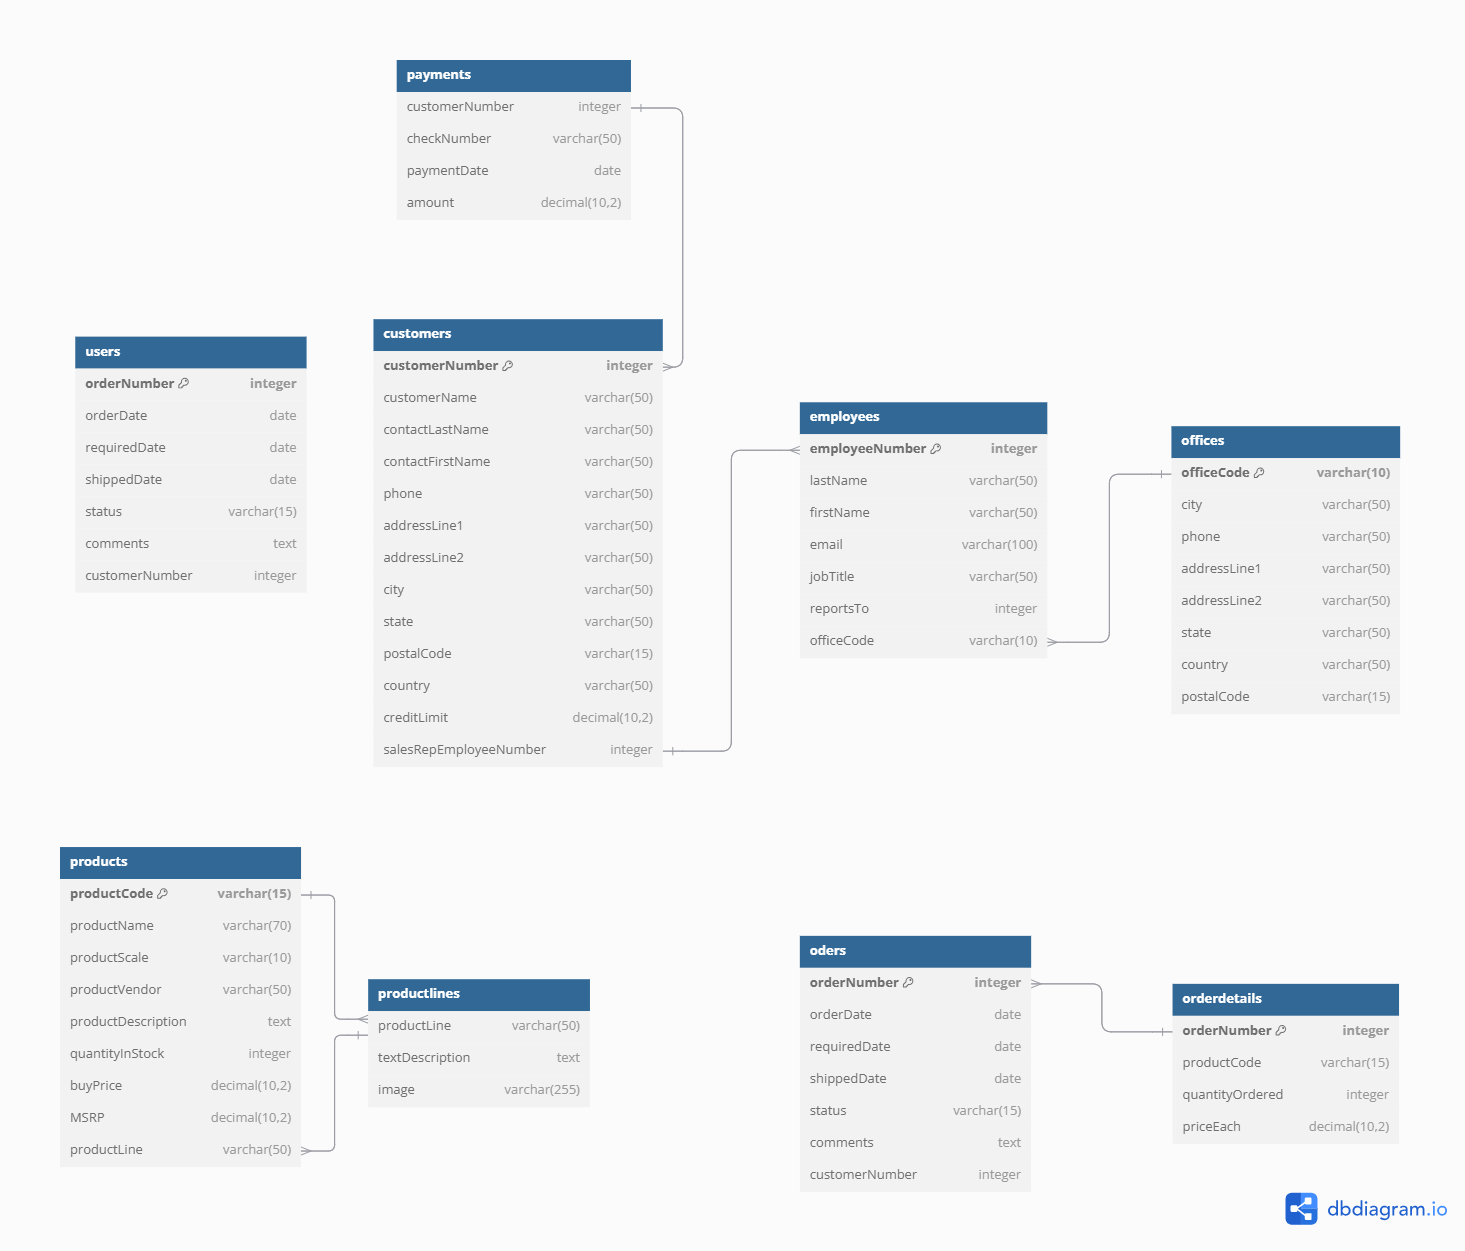 payments
customerNumber integer
checkNumber varchar(50)
paymentDate date
amount decimal(10,2)
users
orderNumber integer
orderDate date
requiredDate date
shippedDate date
status varchar(15)
comments text
customerNumber integer
customers
customerNumber integer
customerName varchar(50)
contactLastName varchar(50)
contactFirstName varchar(50)
phone varchar(50)
addressLine1 varchar(50)
addressLine2 varchar(50)
city varchar(50)
state varchar(50)
postalCode varchar(15)
country varchar(50)
creditLimit decimal(10,2)
salesRepEmployeeNumber integer
employees
employeeNumber integer
lastName varchar(50)
firstName varchar(50)
email varchar(100)
jobTitle varchar(50)
reportsTo integer
officeCode varchar(10)
offices
officeCode varchar(10)
city varchar(50)
phone varchar(50)
addressLine1 varchar(50)
addressLine2 varchar(50)
state varchar(50)
country varchar(50)
postalCode varchar(15)
products
productCode varchar(15)
productName varchar(70)
productScale varchar(10)
productVendor varchar(50)
productDescription text
quantityInStock integer
buyPrice decimal(10,2)
MSRP decimal(10,2)
productLine varchar(50)
productlines
productLine varchar(50)
textDescription text
image varchar(255)
oders
orderNumber integer
orderDate date
requiredDate date
shippedDate date
status varchar(15)
comments text
customerNumber integer
orderdetails
orderNumber integer
productCode varchar(15)
quantityOrdered integer
priceEach decimal(10,2)
dbdiagram.io